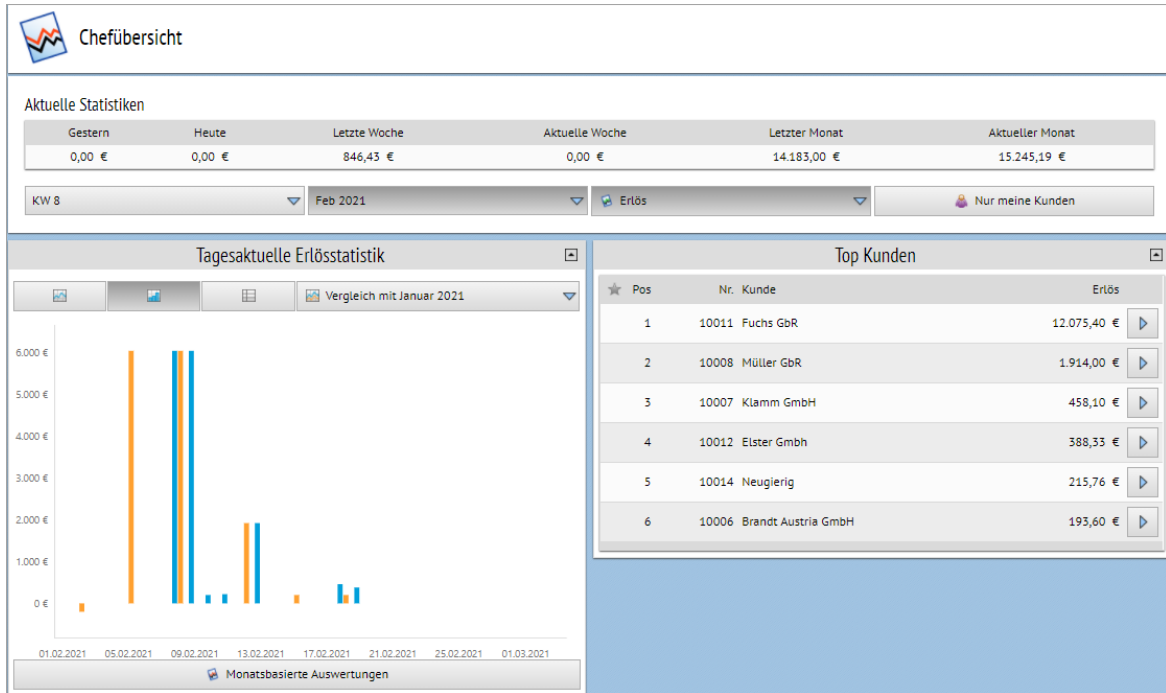 Chefübersicht
Aktuelle Statistiken
Gestern Heute Letzte Woche Aktuelle Woche Letzter Monat Aktueller Monat
0,00 € 0,00 € 846,43 € 0,00 € 14.183,00 € 15.245,19 €
KW 8 Feb 2021 Erlös Nur meine Kunden
Tagesaktuelle Erlösstatistik
Vergleich mit Januar 2021
6.000 €
5.000 €
4.000 €
3.000 €
2.000 €
1.000 €
0 €
01.02.2021 05.02.2021 09.02.2021 13.02.2021 17.02.2021 21.02.2021 25.02.2021 01.03.2021
Monatsbasierte Auswertungen
Top Kunden
Pos Nr. Kunde Erlös
1 10011 Fuchs GbR 12.075,40 €
2 10008 Müller GbR 1.914,00 €
3 10007 Klamm GmbH 458,10 €
4 10012 Elster Gmbh 388,33 €
5 10014 Neugierig 215,76 €
6 10006 Brandt Austria GmbH 193,60 €